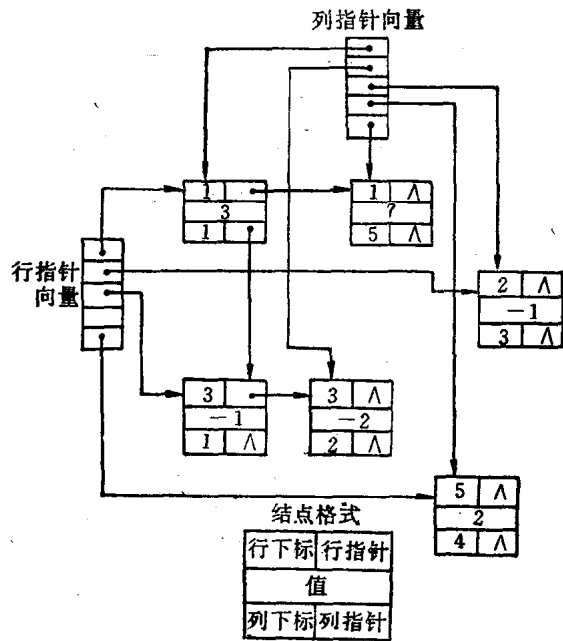 列指针向量
1 Λ
3
1
1 Λ
7
5 Λ
行指针
向量
2 Λ
-1
3 Λ
3
-1
1 Λ
3 Λ
-2
2 Λ
5 Λ
2
4 Λ
结点格式
行下标 行指针
值
列下标 列指针